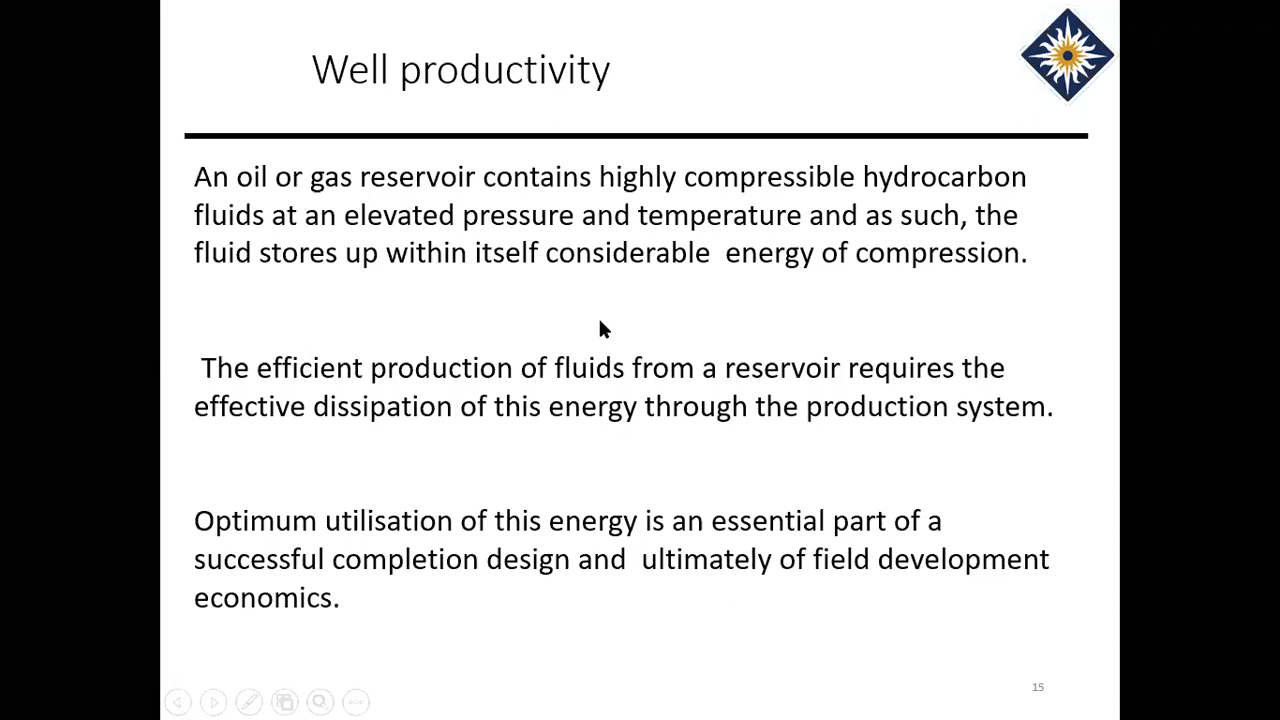 Well productivity
An oil or gas reservoir contains highly compressible hydrocarbon
fluids at an elevated pressure and temperature and as such, the
fluid stores up within itself considerable  energy of compression.
The efficient production of fluids from a reservoir requires the
effective dissipation of this energy through the production system.
Optimum utilisation of this energy is an essential part of a
successful completion design and  ultimately of field development
economics.
15